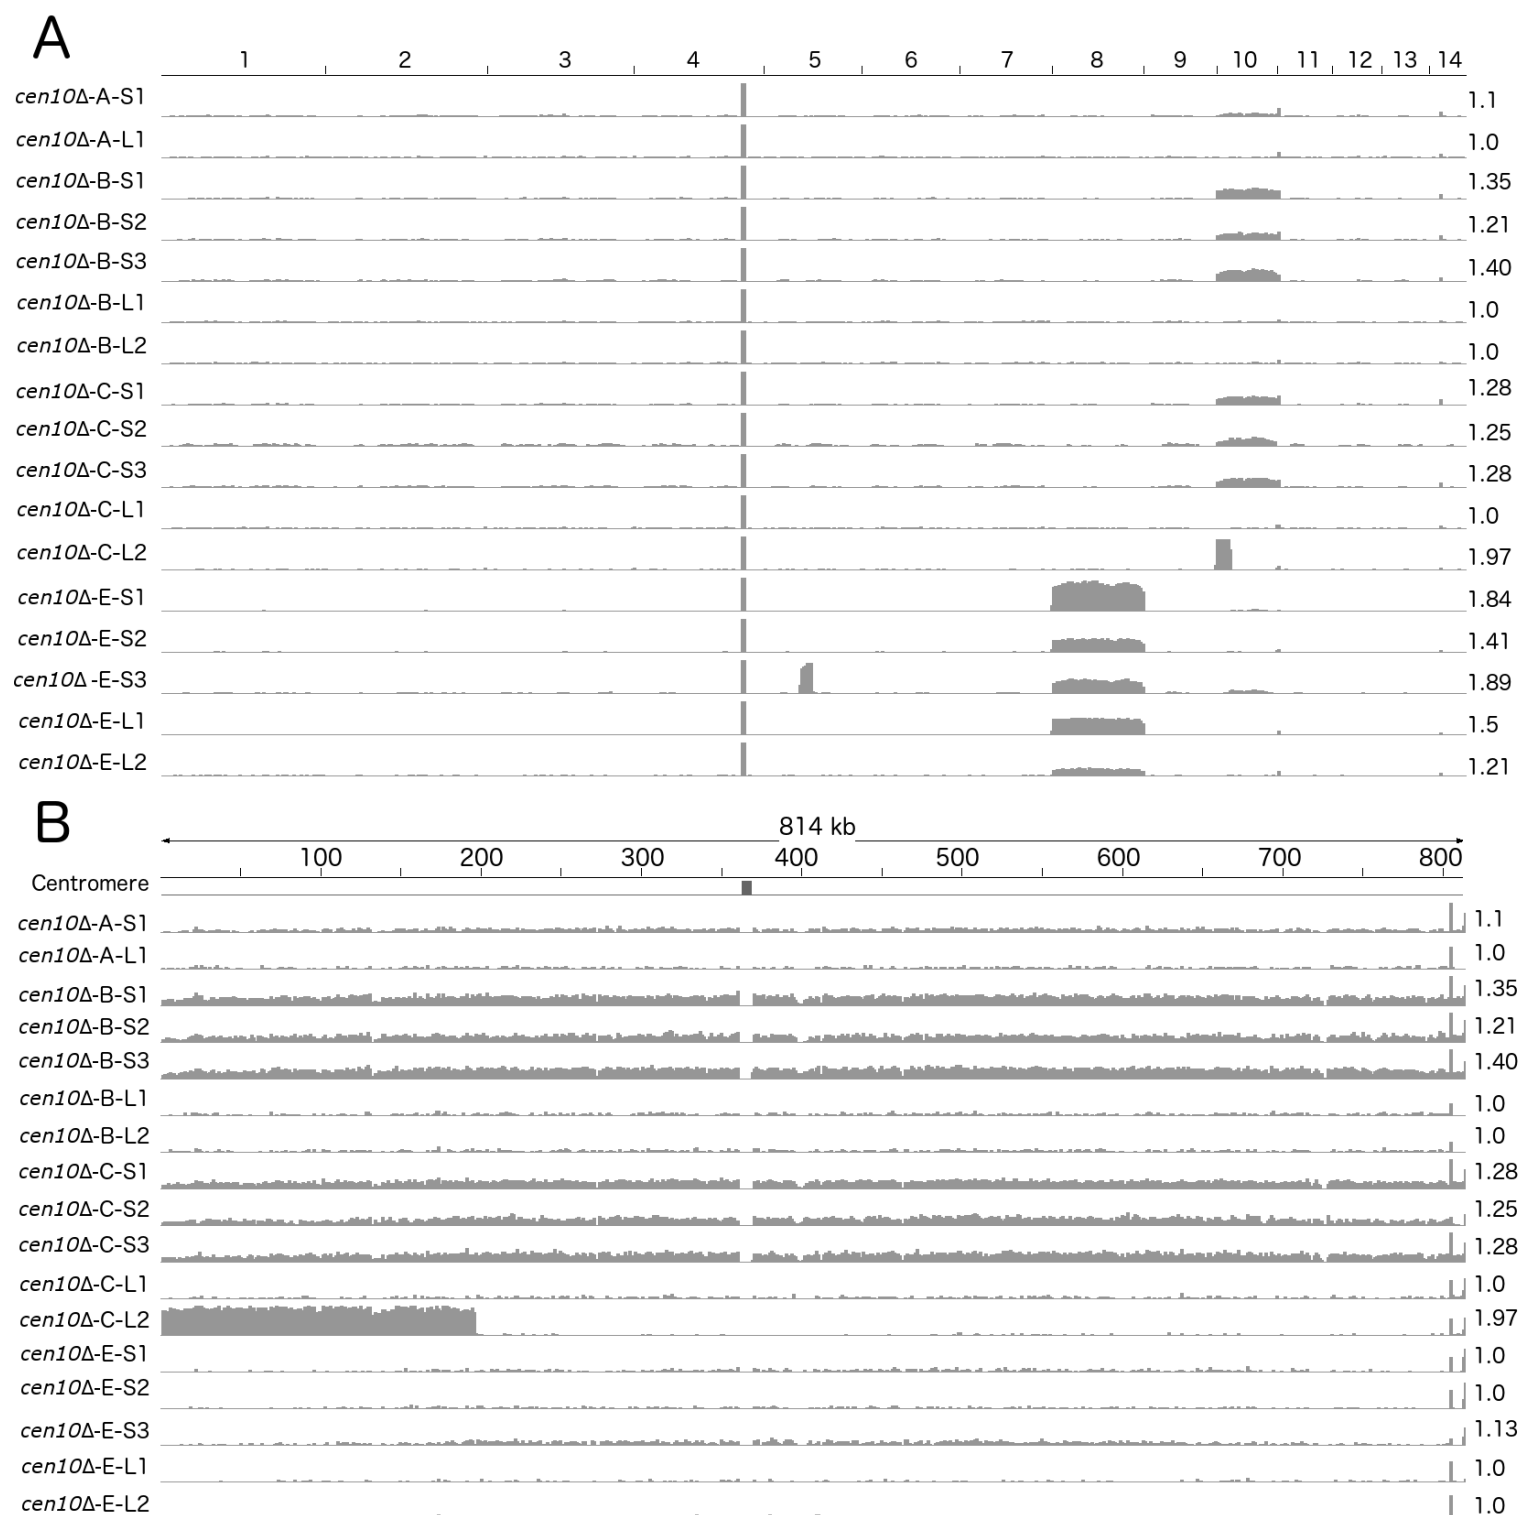 A
1 2 3 4 5 6 7 8 9 10 11 12 13 14
cen10Δ-A-S1 1.1
cen10Δ-A-L1 1.0
cen10Δ-B-S1 1.35
cen10Δ-B-S2 1.21
cen10Δ-B-S3 1.40
cen10Δ-B-L1 1.0
cen10Δ-B-L2 1.0
cen10Δ-C-S1 1.28
cen10Δ-C-S2 1.25
cen10Δ-C-S3 1.28
cen10Δ-C-L1 1.0
cen10Δ-C-L2 1.97
cen10Δ-E-S1 1.84
cen10Δ-E-S2 1.41
cen10Δ -E-S3 1.89
cen10Δ-E-L1 1.5
cen10Δ-E-L2 1.21
B
814 kb
100 200 300 400 500 600 700 800
Centromere
cen10Δ-A-S1 1.1
cen10Δ-A-L1 1.0
cen10Δ-B-S1 1.35
cen10Δ-B-S2 1.21
cen10Δ-B-S3 1.40
cen10Δ-B-L1 1.0
cen10Δ-B-L2 1.0
cen10Δ-C-S1 1.28
cen10Δ-C-S2 1.25
cen10Δ-C-S3 1.28
cen10Δ-C-L1 1.0
cen10Δ-C-L2 1.97
cen10Δ-E-S1 1.0
cen10Δ-E-S2 1.0
cen10Δ-E-S3 1.13
cen10Δ-E-L1 1.0
cen10Δ-E-L2 1.0